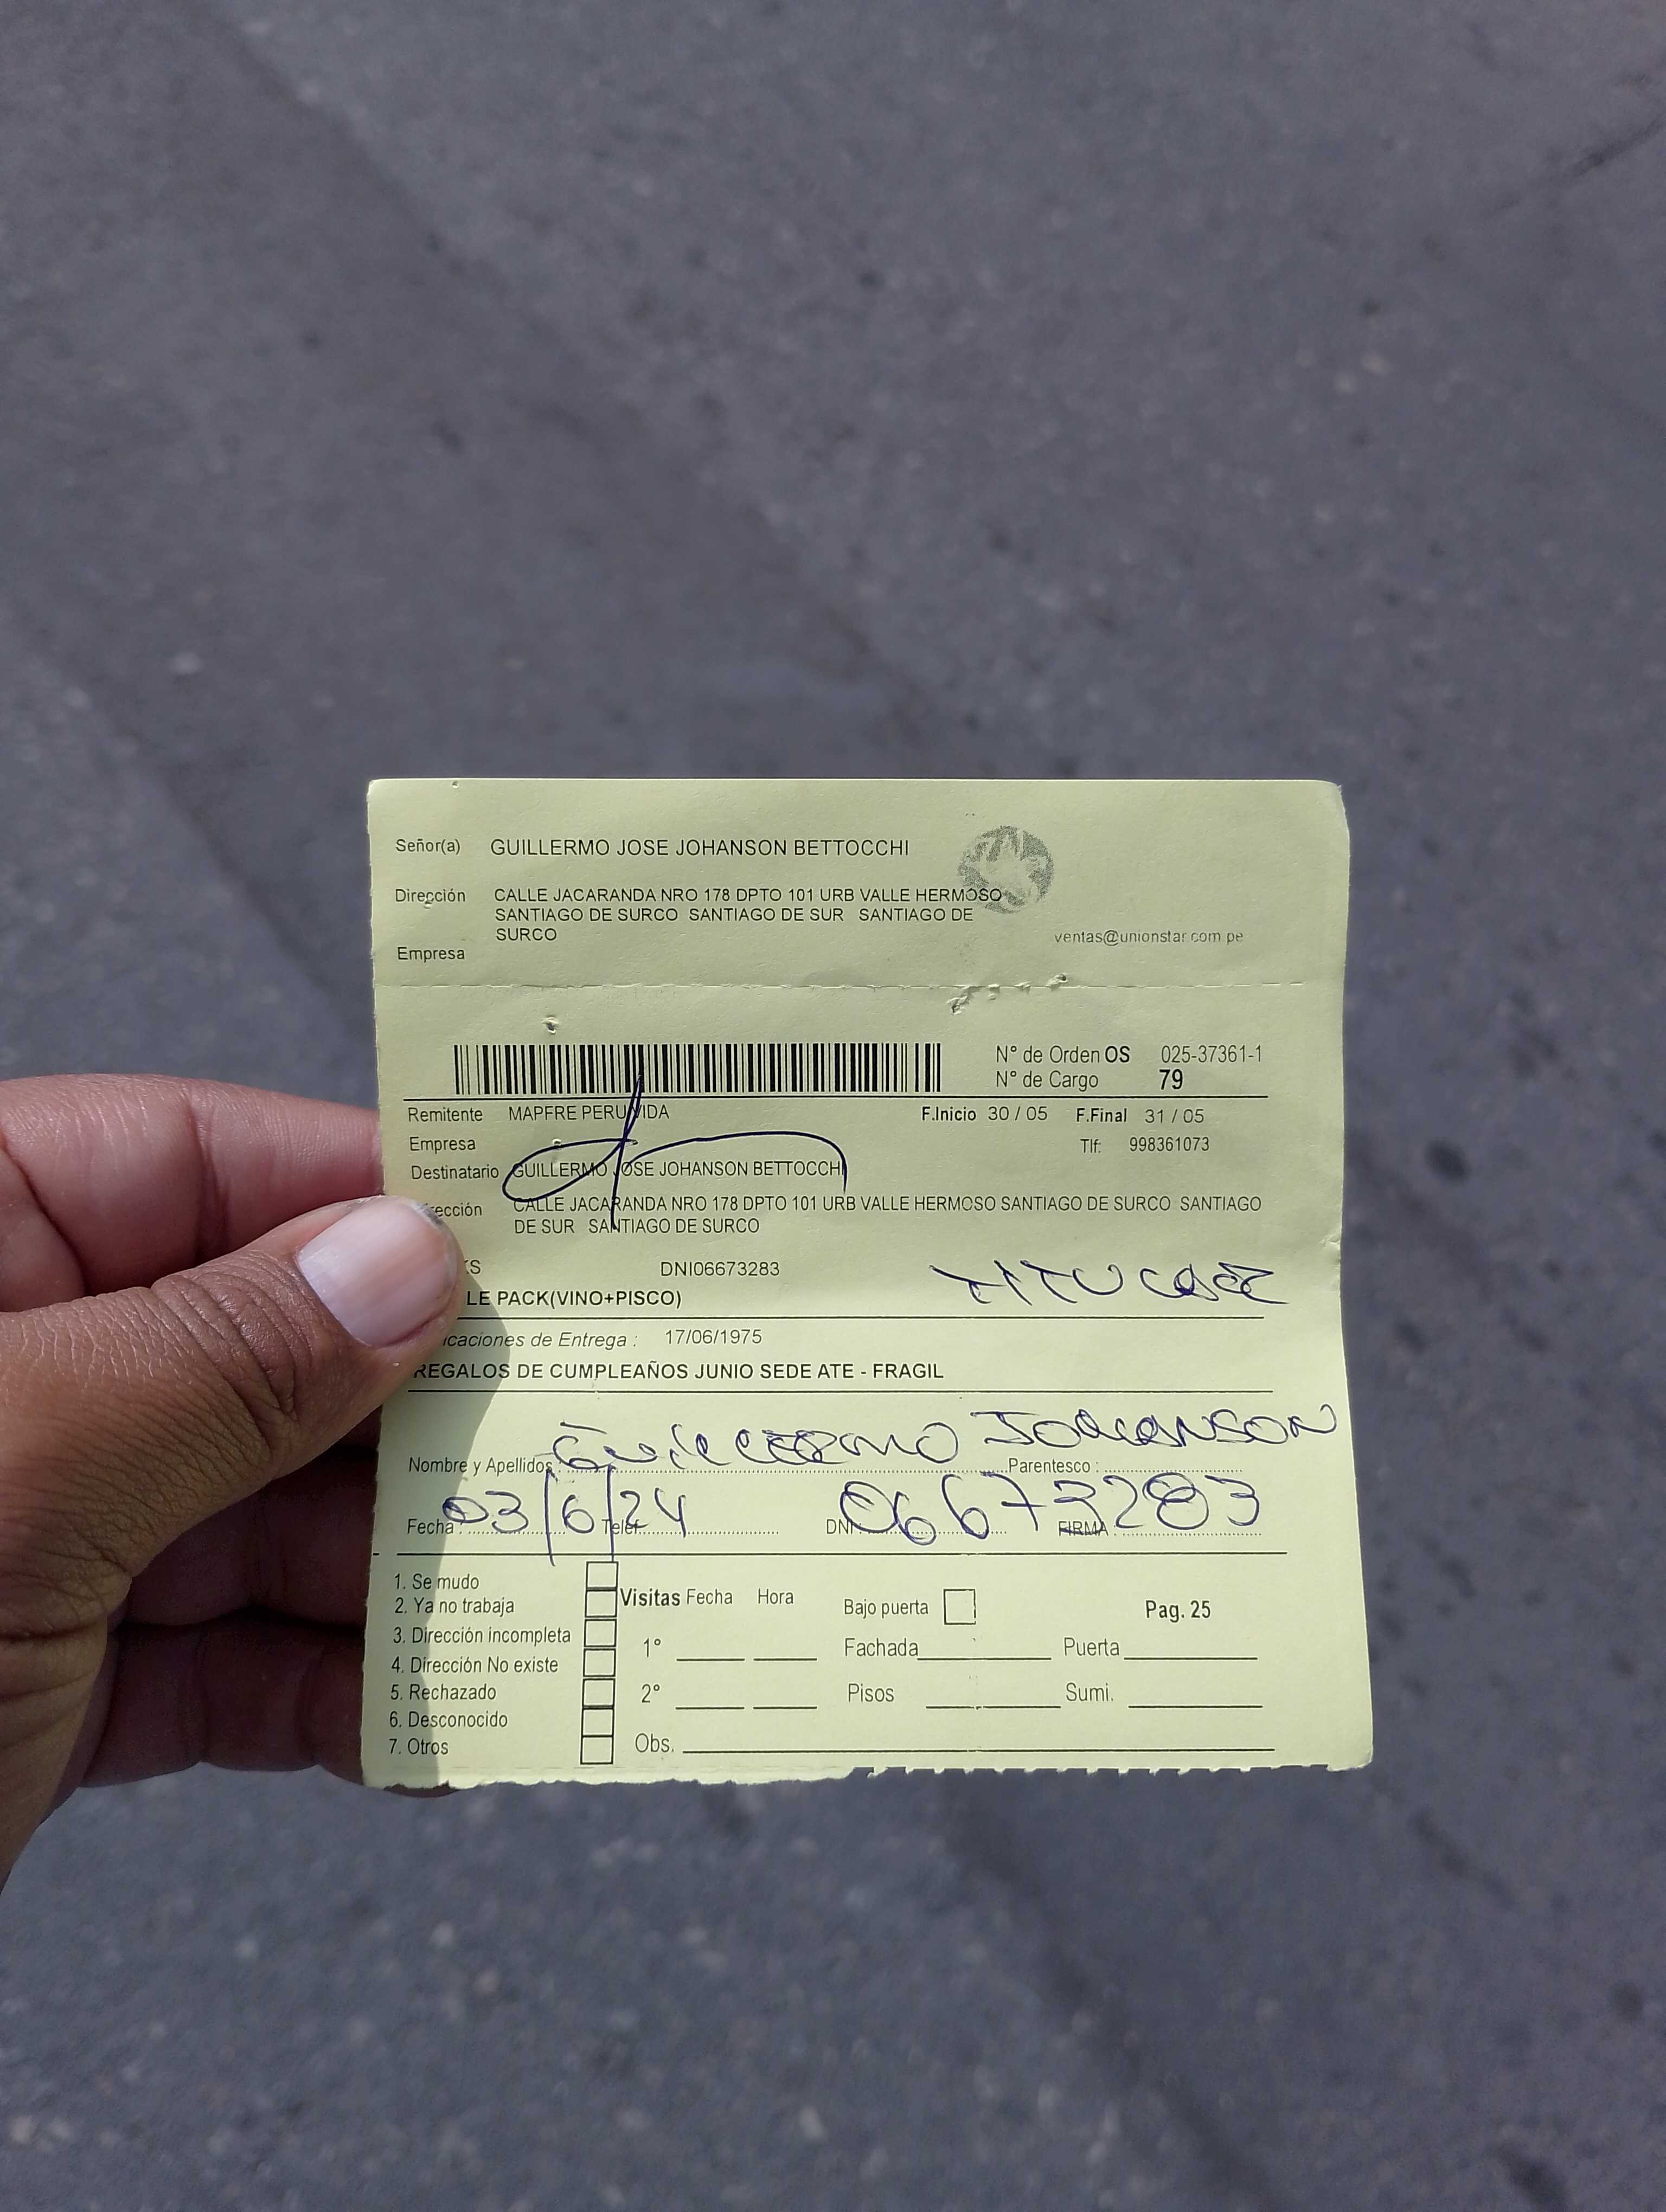 Señor(a) GUILLERMO JOSE JOHANSON BETTOCCHI
Dirección CALLE JACARANDA NRO 178 DPTO 101 URB VALLE HERMOSO
SANTIAGO DE SURCO SANTIAGO DE SUR SANTIAGO DE
SURCO
ventas@unionstar.com.pe
Empresa
N° de Orden OS 025-37361-1
N° de Cargo 79
Remitente MAPFRE PERU VIDA F.Inicio 30 / 05 F.Final 31 / 05
Empresa Tlf: 998361073
Destinatario GUILLERMO JOSE JOHANSON BETTOCCHI
ección CALLE JACARANDA NRO 178 DPTO 101 URB VALLE HERMOSO SANTIAGO DE SURCO SANTIAGO
DE SUR SANTIAGO DE SURCO
KS DNI06673283
LE PACK(VINO+PISCO)
icaciones de Entrega : 17/06/1975
REGALOS DE CUMPLEAÑOS JUNIO SEDE ATE - FRAGIL
Nombre y Apellidos: Guillermo Johanson Parentesco :
Fecha : 03/6/24 Telef. DNI : 06673283 FIRMA :
1. Se mudo
2. Ya no trabaja
3. Dirección incompleta
4. Dirección No existe
5. Rechazado
6. Desconocido
7. Otros
Visitas Fecha Hora
1°
2°
Obs.
Bajo puerta Pag. 25
Fachada Puerta
Pisos Sumi.